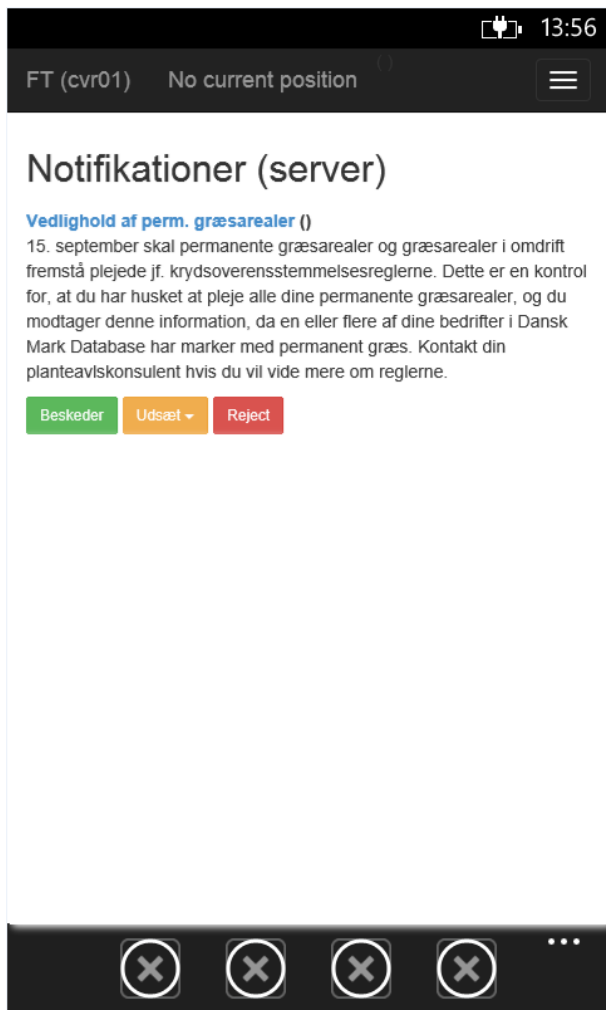 13:56
FT (cvr01) No current position ()
Notifikationer (server)
Vedlighold af perm. græsarealer ()
15. september skal permanente græsarealer og græsarealer i omdrift
fremstå plejede jf. krydsoverensstemmelsesreglerne. Dette er en kontrol
for, at du har husket at pleje alle dine permanente græsarealer, og du
modtager denne information, da en eller flere af dine bedrifter i Dansk
Mark Database har marker med permanent græs. Kontakt din
planteavlskonsulent hvis du vil vide mere om reglerne.
Beskeder Udsæt Reject